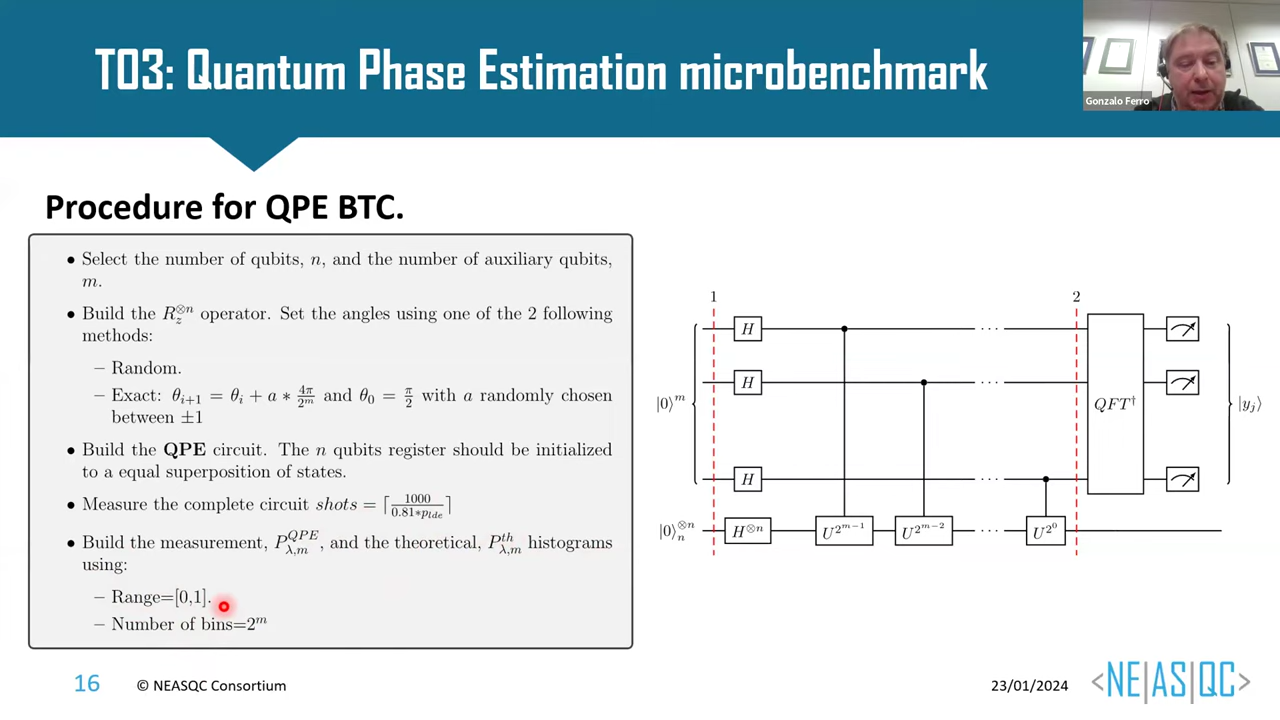 T03: Quantum Phase Estimation microbenchmark
Gonzalo Ferro
Procedure for QPE BTC.
• Select the number of qubits, n, and the number of auxiliary qubits,
m.
• Build the R_z^{⊗n} operator. Set the angles using one of the 2 following
methods:
– Random.
– Exact: θ_{i+1} = θ_i + a * \frac{4π}{2^m} and θ_0 = \frac{π}{2} with a randomly chosen
between ±1
• Build the QPE circuit. The n qubits register should be initialized
to a equal superposition of states.
• Measure the complete circuit shots = ⌈\frac{1000}{0.81*p_{lde}}⌉
• Build the measurement, P_{λ,m}^{QPE}, and the theoretical, P_{λ,m}^{th} histograms
using:
– Range=[0,1].
– Number of bins=2^m
1 2
H
H
|0⟩^m QFT^† |y_j⟩
H
|0⟩_n^{⊗n} H^{⊗n} U^{2^{m−1}} U^{2^{m−2}} ⋯ U^{2^0}
16 © NEASQC Consortium 23/01/2024 <NE|AS|QC>